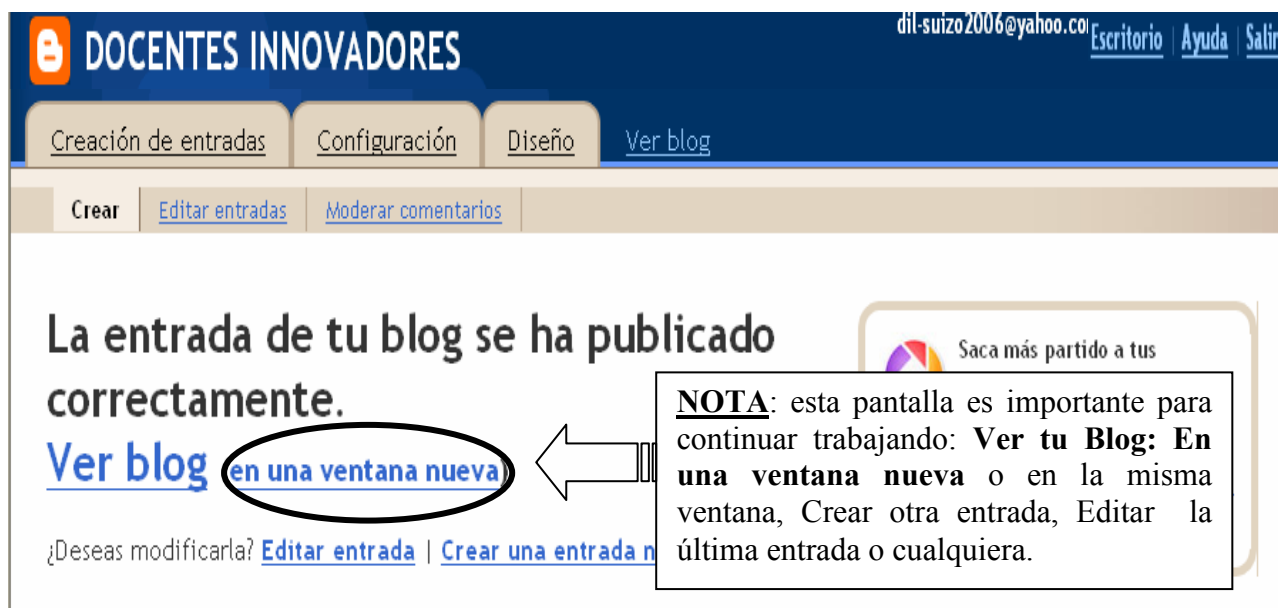 DOCENTES INNOVADORES
dil-suizo2006@yahoo.co
Escritorio | Ayuda | Salir
Creación de entradas Configuración Diseño Ver blog
Crear Editar entradas Moderar comentarios
La entrada de tu blog se ha publicado
correctamente.
Ver blog (en una ventana nueva)
¿Deseas modificarla? Editar entrada | Crear una entrada n
Saca más partido a tus
NOTA: esta pantalla es importante para
continuar trabajando: Ver tu Blog: En
una ventana nueva o en la misma
ventana, Crear otra entrada, Editar la
última entrada o cualquiera.